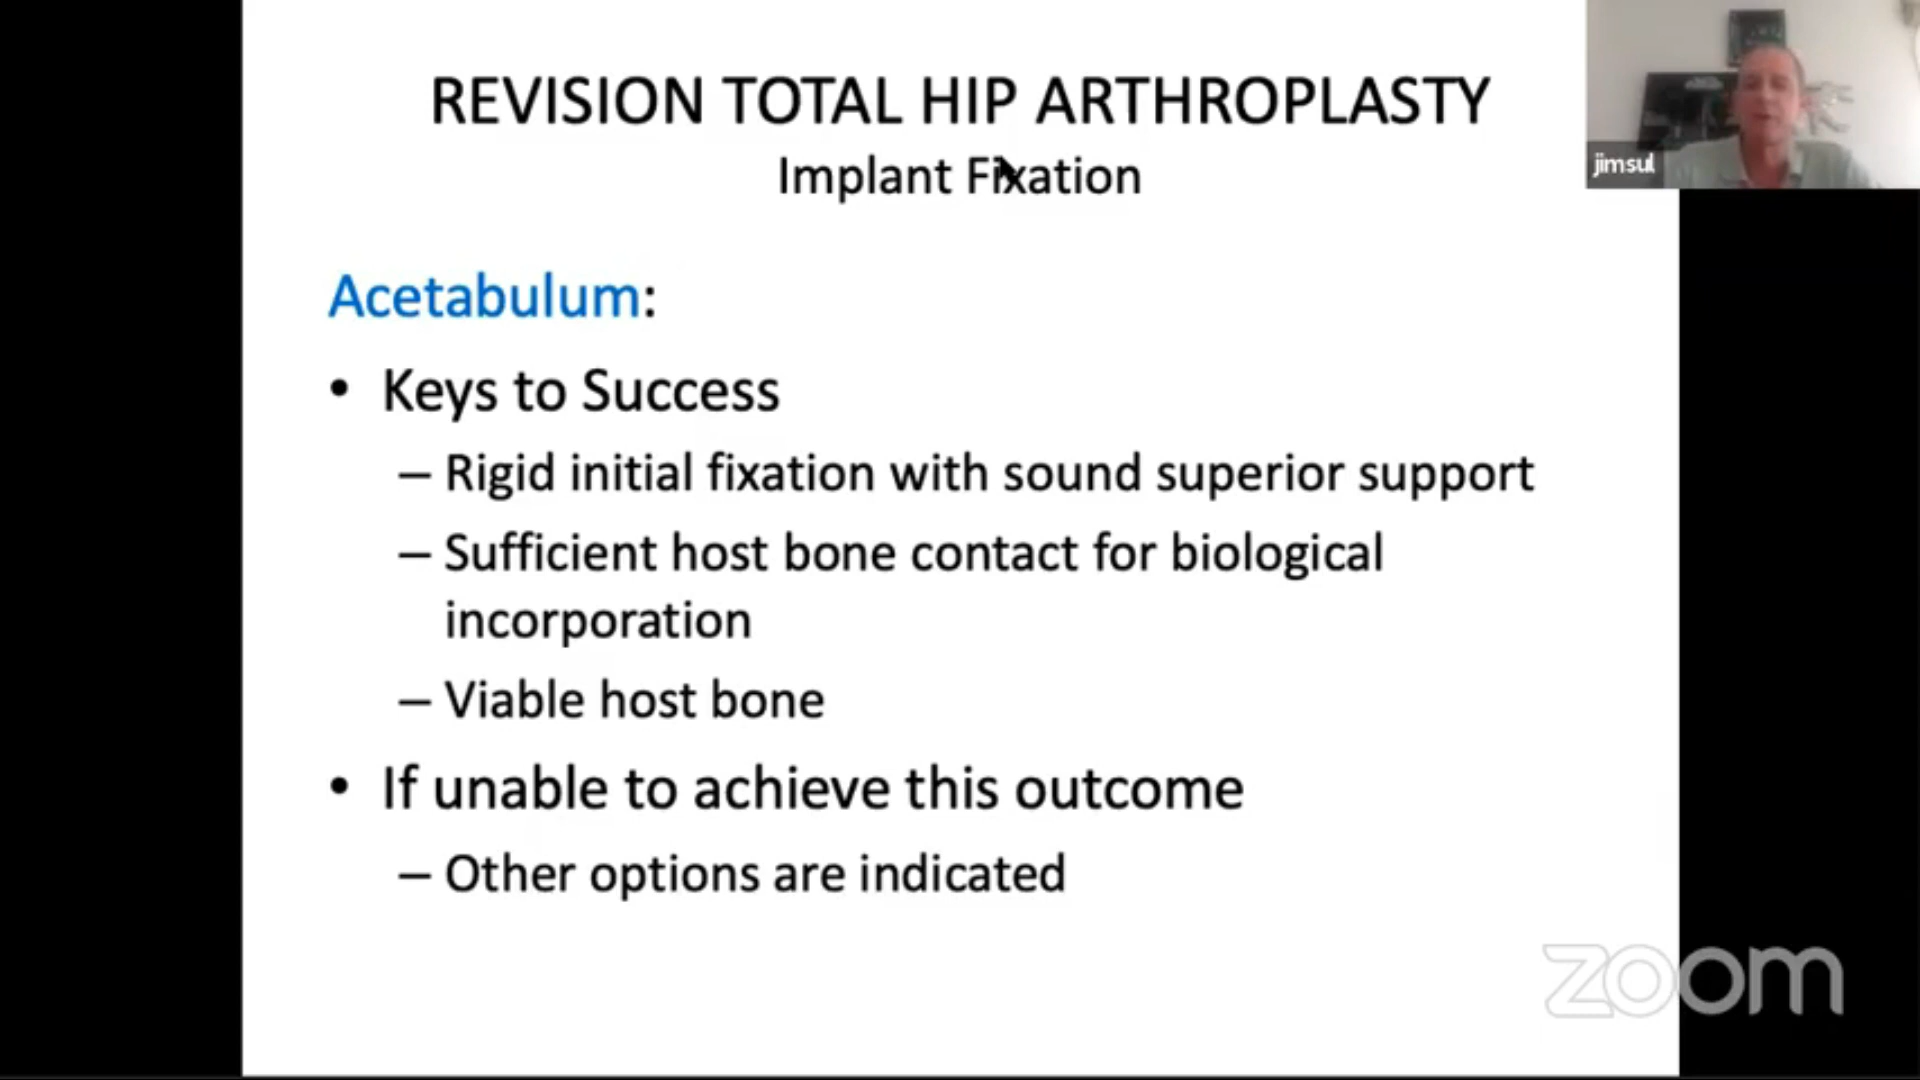 REVISION TOTAL HIP ARTHROPLASTY
Implant Fixation
jimsul
Acetabulum:
• Keys to Success
– Rigid initial fixation with sound superior support
– Sufficient host bone contact for biological
incorporation
– Viable host bone
• If unable to achieve this outcome
– Other options are indicated
zoom